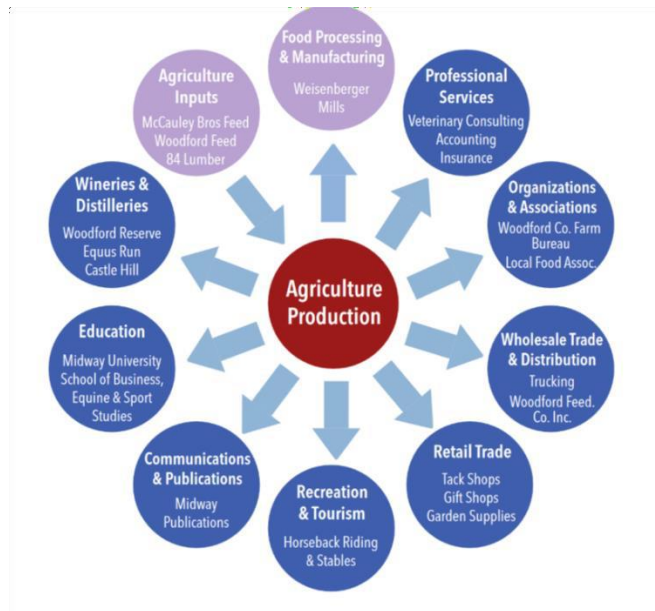 Food Processing
& Manufacturing
Weisenberger
Mills
Professional
Services
Veterinary Consulting
Accounting
Insurance
Organizations
& Associations
Woodford Co. Farm
Bureau
Local Food Assoc.
Wholesale Trade
& Distribution
Trucking
Woodford Feed.
Co. Inc.
Retail Trade
Tack Shops
Gift Shops
Garden Supplies
Recreation
& Tourism
Horseback Riding
& Stables
Communications
& Publications
Midway
Publications
Education
Midway University
School of Business,
Equine & Sport
Studies
Wineries &
Distilleries
Woodford Reserve
Equus Run
Castle Hill
Agriculture
Inputs
McCauley Bros Feed
Woodford Feed
84 Lumber
Agriculture
Production